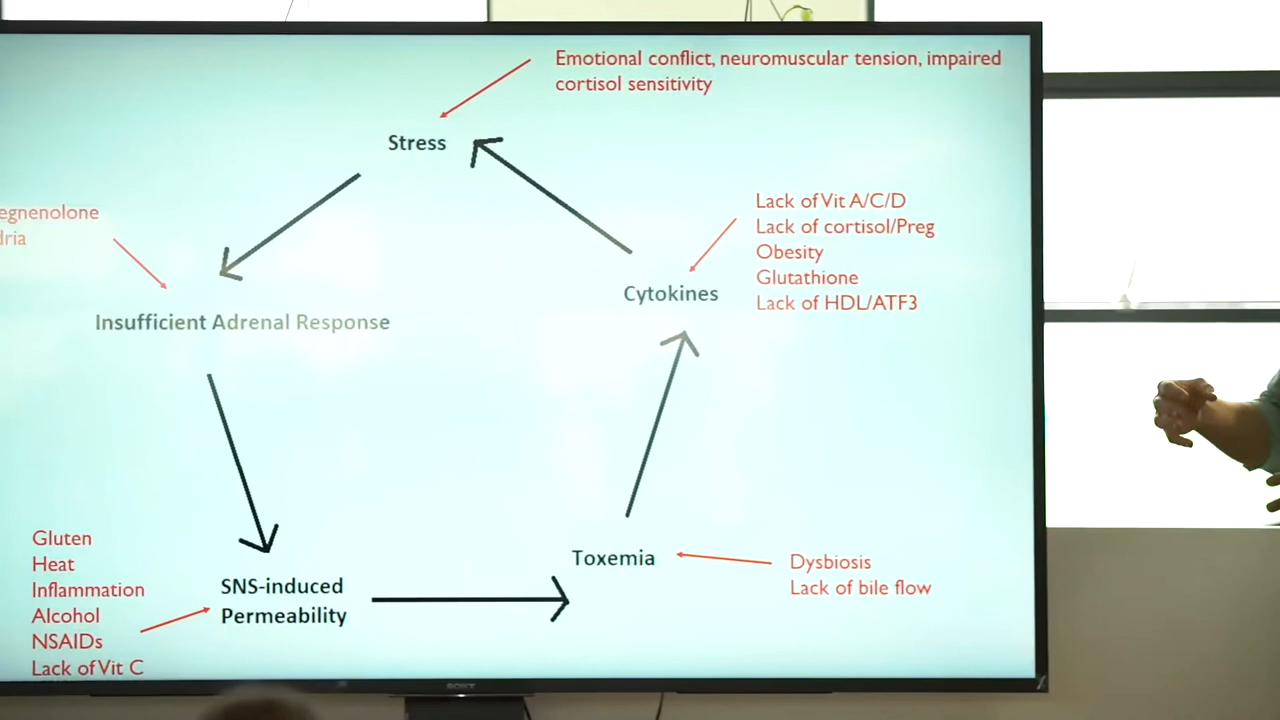 Emotional conflict, neuromuscular tension, impaired
cortisol sensitivity
Stress
Lack of Vit A/C/D
Lack of cortisol/Preg
Obesity
Glutathione
Lack of HDL/ATF3
Cytokines
Insufficient Adrenal Response
Gluten
Heat
Inflammation
Alcohol
NSAIDs
Lack of Vit C
SNS-induced
Permeability
Toxemia
Dysbiosis
Lack of bile flow
SONY